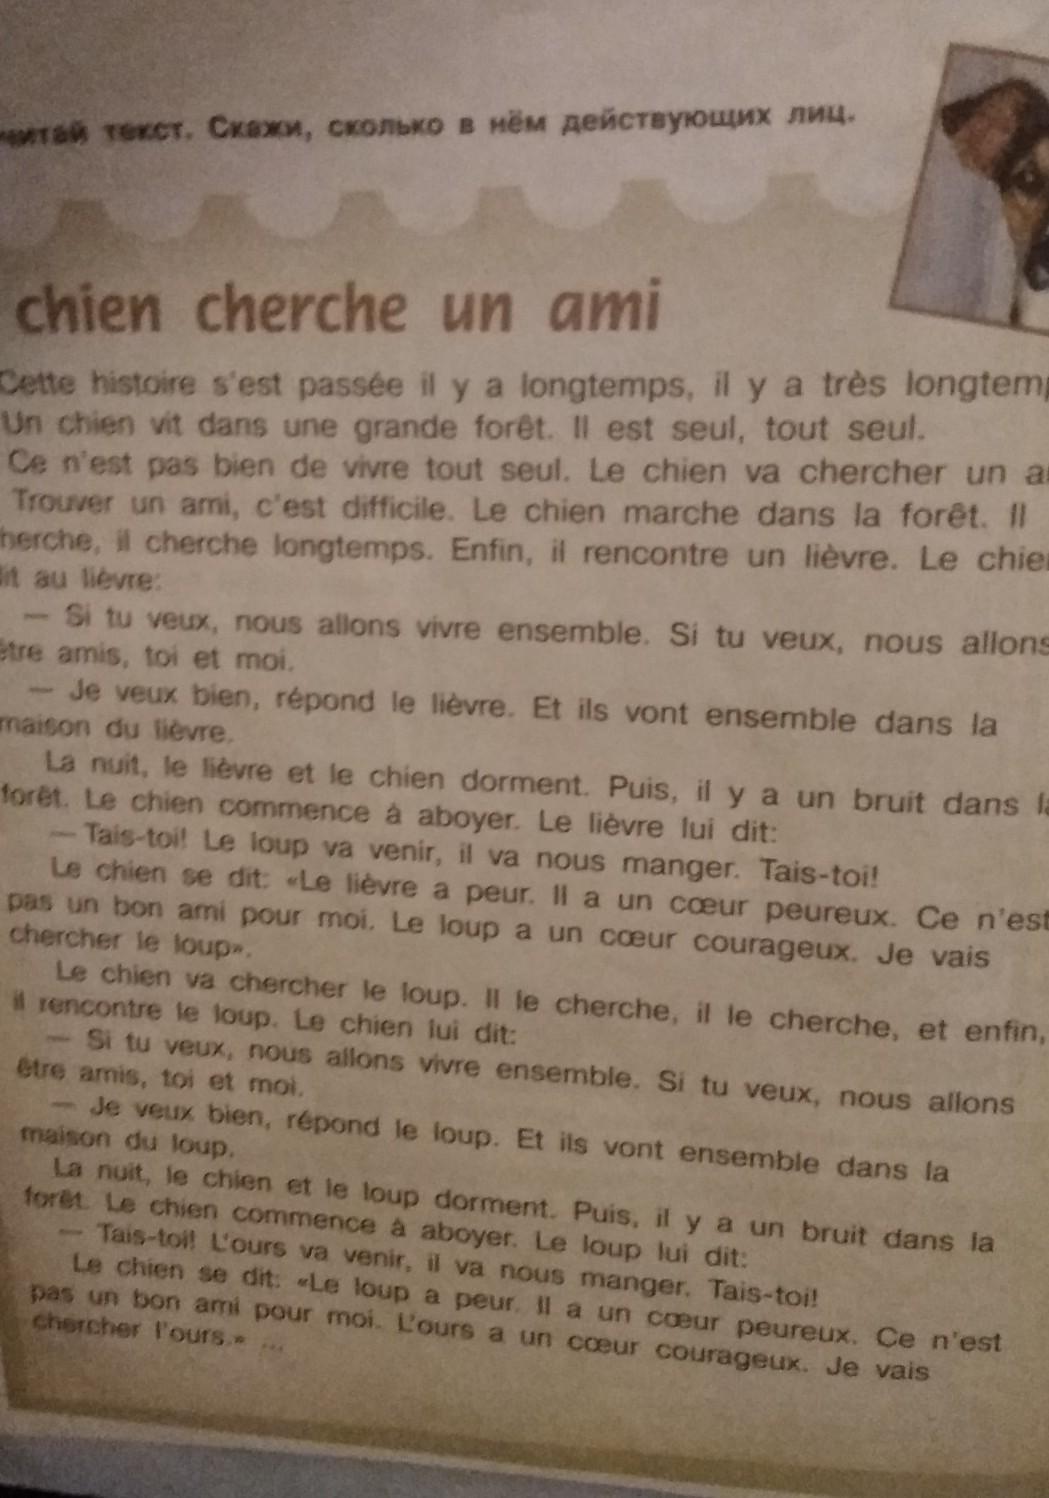 читай текст. Скажи, сколько в нём действующих лиц.
chien cherche un ami
Cette histoire s'est passée il y a longtemps, il y a très longtemp
Un chien vit dans une grande forêt. Il est seul, tout seul.
Ce n'est pas bien de vivre tout seul. Le chien va chercher un a
Trouver un ami, c'est difficile. Le chien marche dans la forêt. Il
herche, il cherche longtemps. Enfin, il rencontre un lièvre. Le chie
dit au lièvre:
— Si tu veux, nous allons vivre ensemble. Si tu veux, nous allons
être amis, toi et moi.
— Je veux bien, répond le lièvre. Et ils vont ensemble dans la
maison du lièvre.
La nuit, le lièvre et le chien dorment. Puis, il y a un bruit dans la
forêt. Le chien commence à aboyer. Le lièvre lui dit:
— Tais-toi! Le loup va venir, il va nous manger. Tais-toi!
Le chien se dit: «Le lièvre a peur. Il a un cœur peureux. Ce n'est
pas un bon ami pour moi. Le loup a un cœur courageux. Je vais
chercher le loup».
Le chien va chercher le loup. Il le cherche, il le cherche, et enfin,
il rencontre le loup. Le chien lui dit:
— Si tu veux, nous allons vivre ensemble. Si tu veux, nous allons
être amis, toi et moi.
— Je veux bien, répond le loup. Et ils vont ensemble dans la
maison du loup.
La nuit, le chien et le loup dorment. Puis, il y a un bruit dans la
forêt. Le chien commence à aboyer. Le loup lui dit:
— Tais-toi! L'ours va venir, il va nous manger. Tais-toi!
Le chien se dit: «Le loup a peur. Il a un cœur peureux. Ce n'est
pas un bon ami pour moi. L'ours a un cœur courageux. Je vais
chercher l'ours.» ...